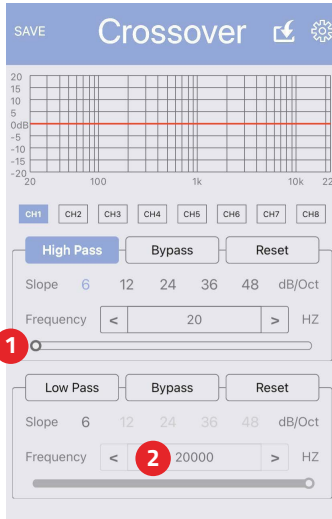 SAVE Crossover
20
15
10
5
0dB
-5
-10
-15
-20
20 100 1k 10k 22
CH1 CH2 CH3 CH4 CH5 CH6 CH7 CH8
High Pass Bypass Reset
Slope 6 12 24 36 48 dB/Oct
Frequency < 20 > HZ
1
Low Pass Bypass Reset
Slope 6 12 24 36 48 dB/Oct
Frequency < 2 20000 > HZ